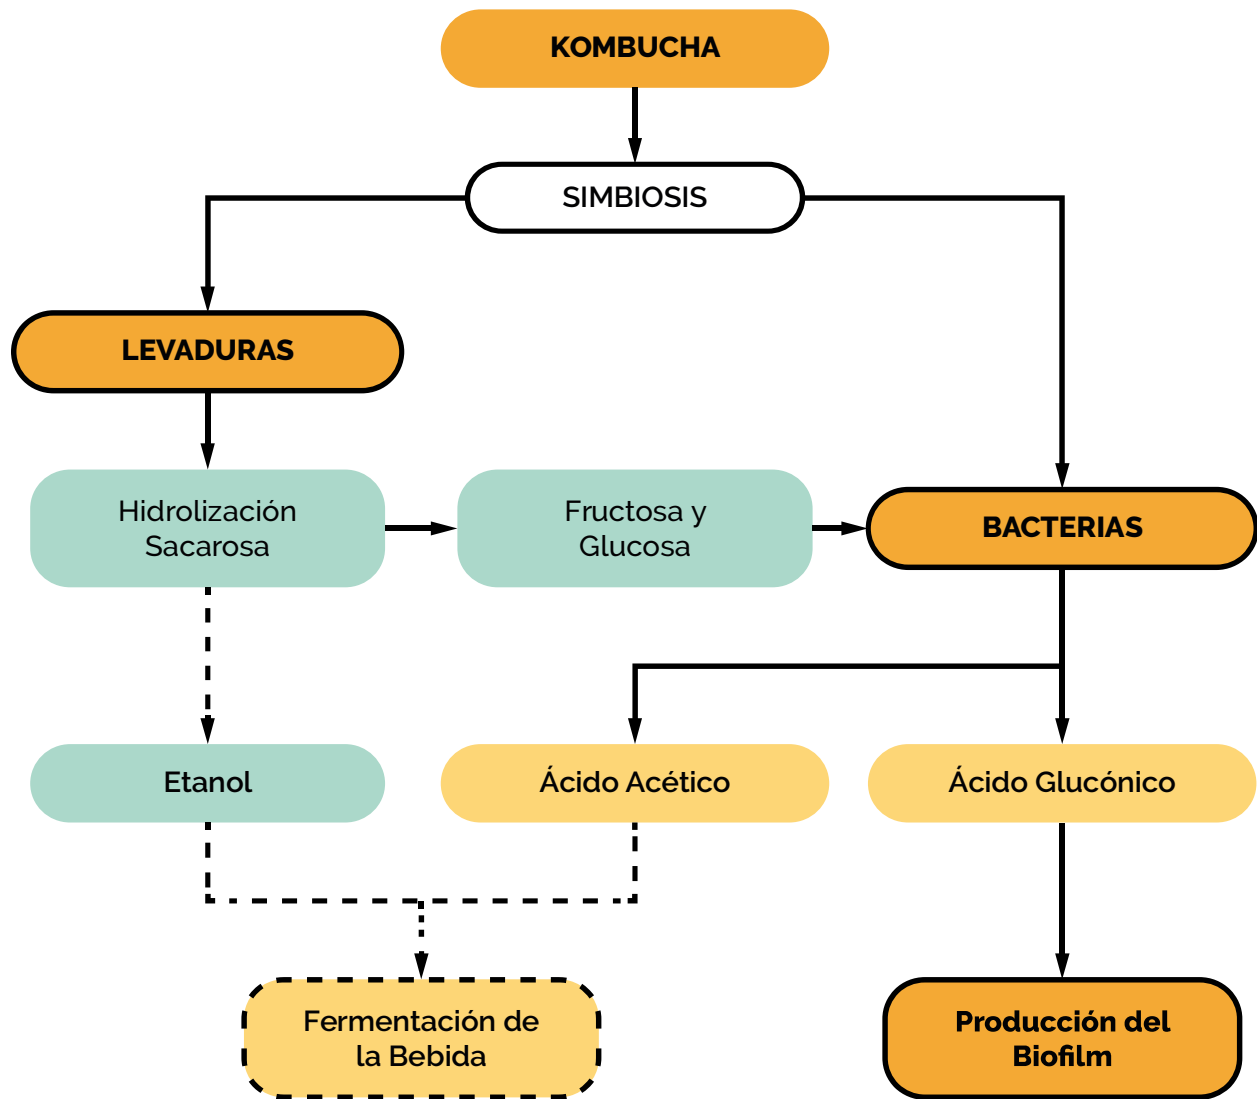 KOMBUCHA
SIMBIOSIS
LEVADURAS
Hidrolización
Sacarosa
Fructosa y
Glucosa
BACTERIAS
Etanol
Ácido Acético
Ácido Glucónico
Fermentación de
la Bebida
Producción del
Biofilm